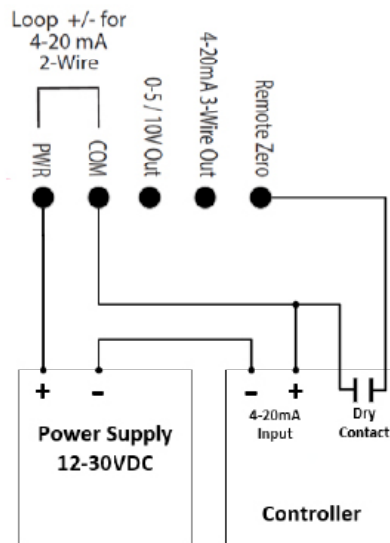 Loop +/- for
4-20 mA
2-Wire
PWR
COM
0-5 / 10V Out
4-20mA 3-Wire Out
Remote Zero
+
-
-
+
4-20mA
Input
Dry
Contact
Power Supply
12-30VDC
Controller